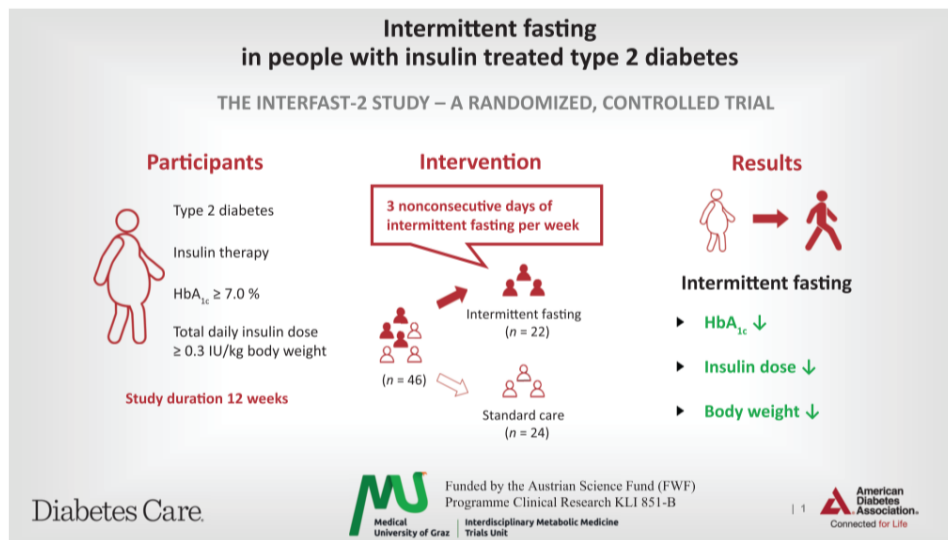 Intermittent fasting
in people with insulin treated type 2 diabetes
THE INTERFAST-2 STUDY – A RANDOMIZED, CONTROLLED TRIAL
Participants
Type 2 diabetes
Insulin therapy
HbA1c ≥ 7.0 %
Total daily insulin dose
≥ 0.3 IU/kg body weight
Study duration 12 weeks
Intervention
3 nonconsecutive days of
intermittent fasting per week
(n = 46)
Intermittent fasting
(n = 22)
Standard care
(n = 24)
Results
Intermittent fasting
HbA1c ↓
Insulin dose ↓
Body weight ↓
Diabetes Care.
MU
Medical
University of Graz
Interdisciplinary Metabolic Medicine
Trials Unit
Funded by the Austrian Science Fund (FWF)
Programme Clinical Research KLI 851-B
| 1
American
Diabetes
Association.
Connected for Life